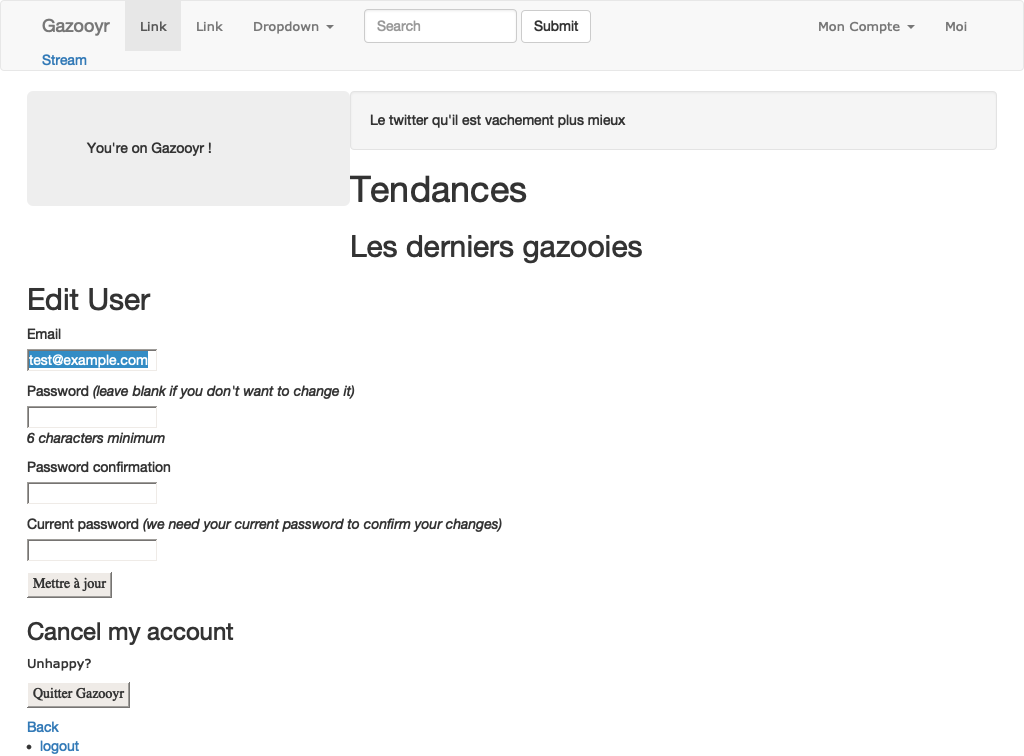 Gazooyr Link Link Dropdown Search Submit Mon Compte Moi
Stream
You're on Gazooyr !
Le twitter qu'il est vachement plus mieux
Tendances
Les derniers gazooies
Edit User
Email
test@example.com
Password (leave blank if you don't want to change it)
6 characters minimum
Password confirmation
Current password (we need your current password to confirm your changes)
Mettre à jour
Cancel my account
Unhappy?
Quitter Gazooyr
Back
logout